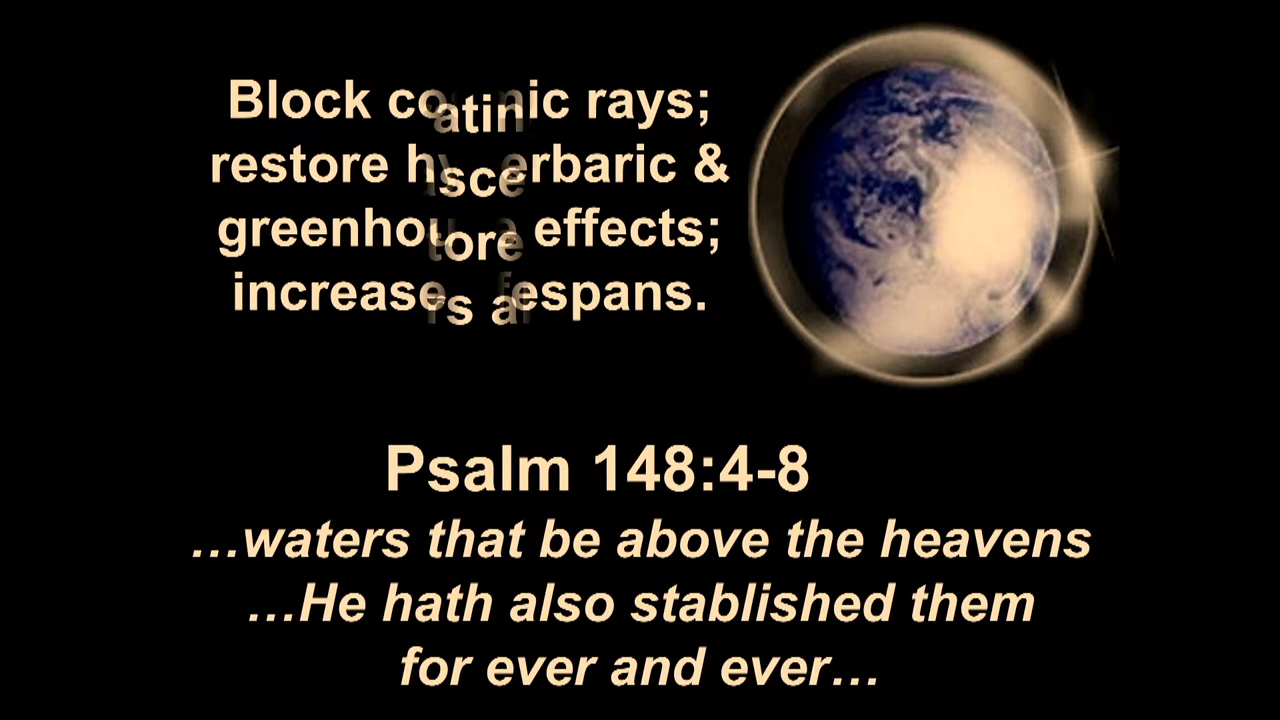 Block rays;
restore &
effects;
increase
Psalm 148:4-8
…waters that be above the heavens
…He hath also stablished them
for ever and ever…